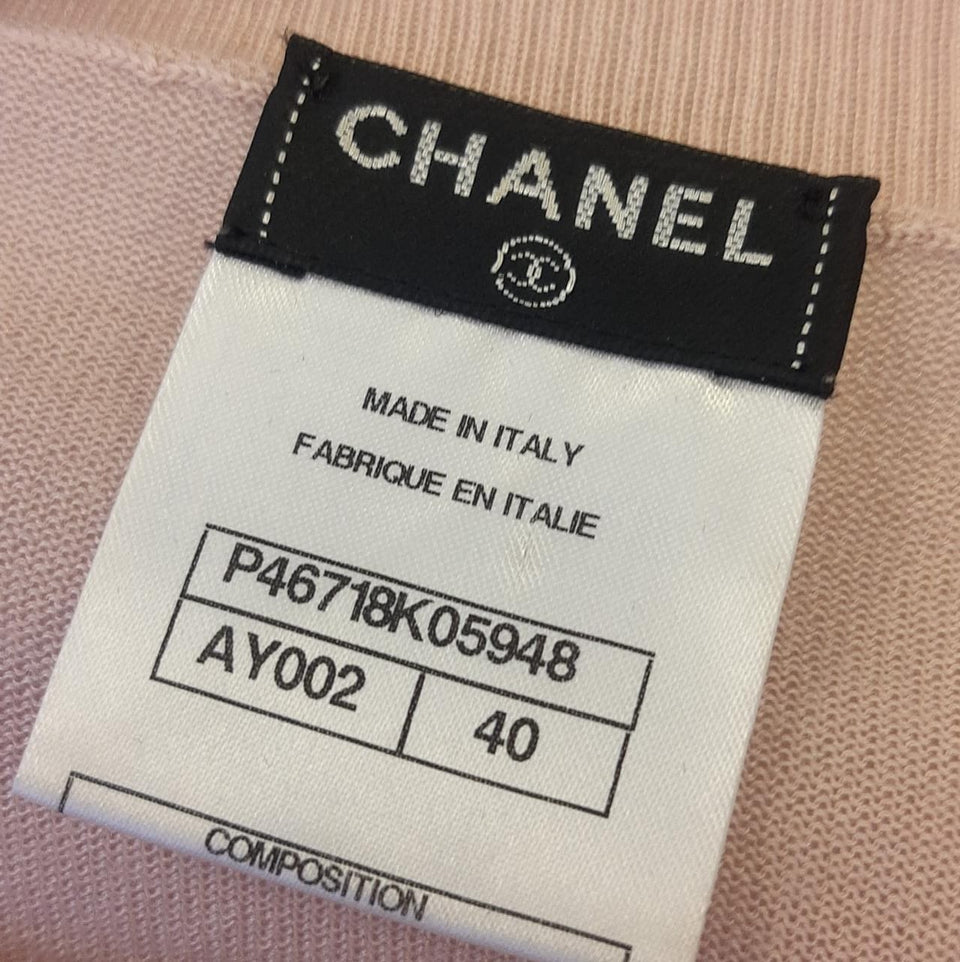 CHANEL
MADE IN ITALY
FABRIQUE EN ITALIE
P46718K05948
AY002 40
COMPOSITION